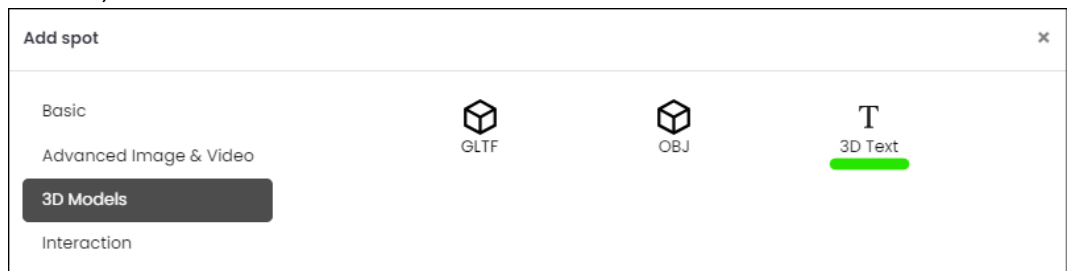 Add spot
×
Basic
Advanced Image & Video
3D Models
Interaction
GLTF
OBJ
T
3D Text